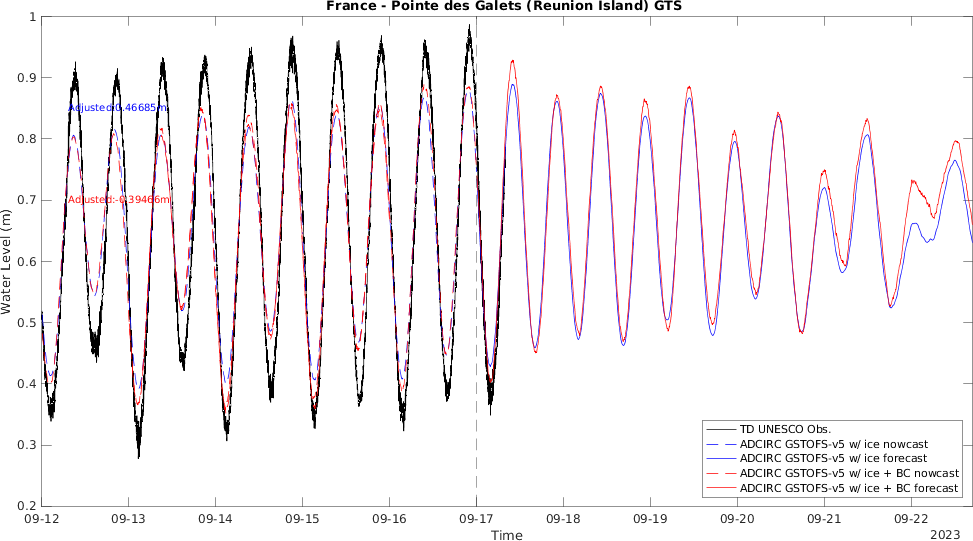 France - Pointe des Galets (Reunion Island) GTS
1
0.9
0.8
0.7
0.6
0.5
0.4
0.3
0.2
Water Level (m)
Adjusted:0.46685m
Adjusted:-0.39466m
TD UNESCO Obs.
ADCIRC GSTOFS-v5 w/ ice nowcast
ADCIRC GSTOFS-v5 w/ ice forecast
ADCIRC GSTOFS-v5 w/ ice + BC nowcast
ADCIRC GSTOFS-v5 w/ ice + BC forecast
09-12 09-13 09-14 09-15 09-16 09-17 09-18 09-19 09-20 09-21 09-22
Time
2023